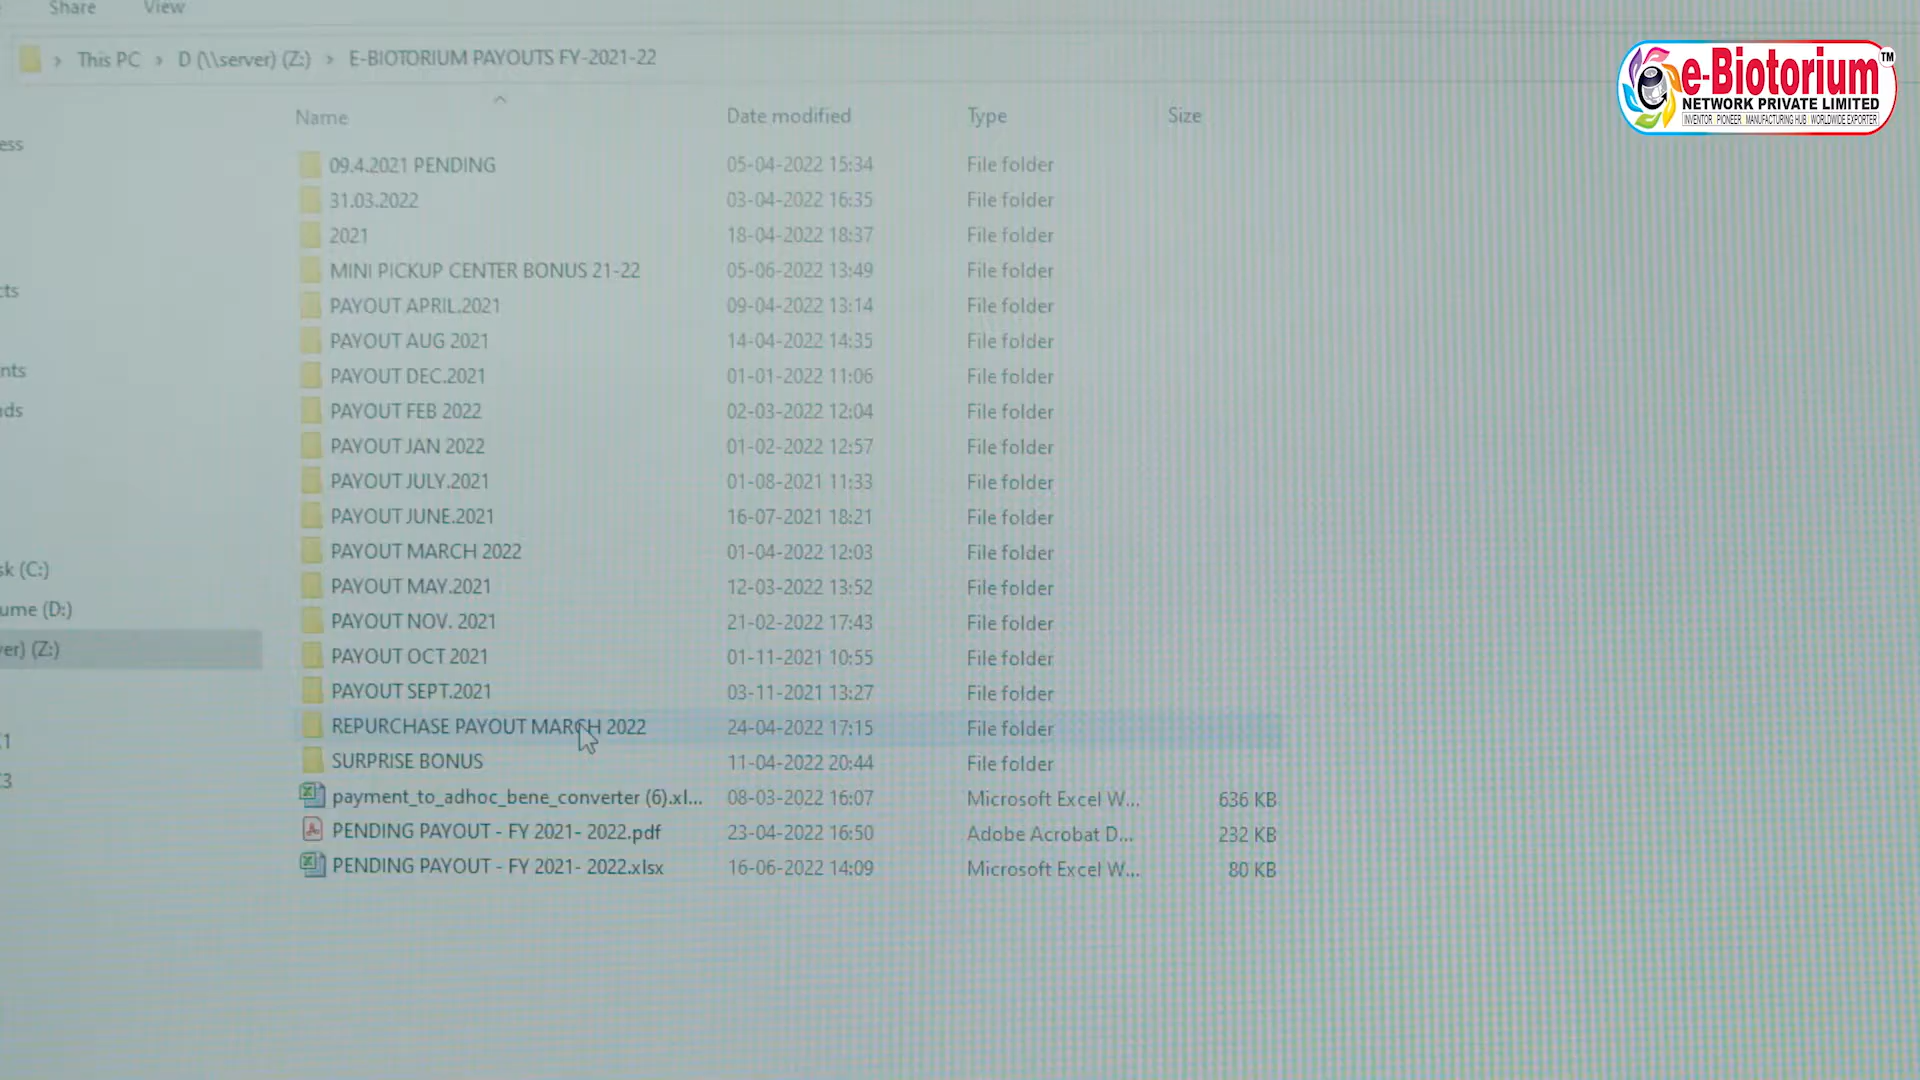 Share View
› This PC › D (\\server) (Z:) › E-BIOTORIUM PAYOUTS FY-2021-22
e-Biotorium™
NETWORK PRIVATE LIMITED
INVENTOR PIONEER MANUFACTURING HUB WORLDWIDE EXPORTER
Name Date modified Type Size
09.4.2021 PENDING 05-04-2022 15:34 File folder
31.03.2022 03-04-2022 16:35 File folder
2021 18-04-2022 18:37 File folder
MINI PICKUP CENTER BONUS 21-22 05-06-2022 13:49 File folder
PAYOUT APRIL.2021 09-04-2022 13:14 File folder
PAYOUT AUG 2021 14-04-2022 14:35 File folder
PAYOUT DEC.2021 01-01-2022 11:06 File folder
PAYOUT FEB 2022 02-03-2022 12:04 File folder
PAYOUT JAN 2022 01-02-2022 12:57 File folder
PAYOUT JULY.2021 01-08-2021 11:33 File folder
PAYOUT JUNE.2021 16-07-2021 18:21 File folder
PAYOUT MARCH 2022 01-04-2022 12:03 File folder
PAYOUT MAY.2021 12-03-2022 13:52 File folder
PAYOUT NOV. 2021 21-02-2022 17:43 File folder
PAYOUT OCT 2021 01-11-2021 10:55 File folder
PAYOUT SEPT.2021 03-11-2021 13:27 File folder
REPURCHASE PAYOUT MARCH 2022 24-04-2022 17:15 File folder
SURPRISE BONUS 11-04-2022 20:44 File folder
payment_to_adhoc_bene_converter (6).xl... 08-03-2022 16:07 Microsoft Excel W... 636 KB
PENDING PAYOUT - FY 2021- 2022.pdf 23-04-2022 16:50 Adobe Acrobat D... 232 KB
PENDING PAYOUT - FY 2021- 2022.xlsx 16-06-2022 14:09 Microsoft Excel W... 80 KB
ess
cts
nts
ds
sk (C:)
ume (D:)
ver) (Z:)
1
3